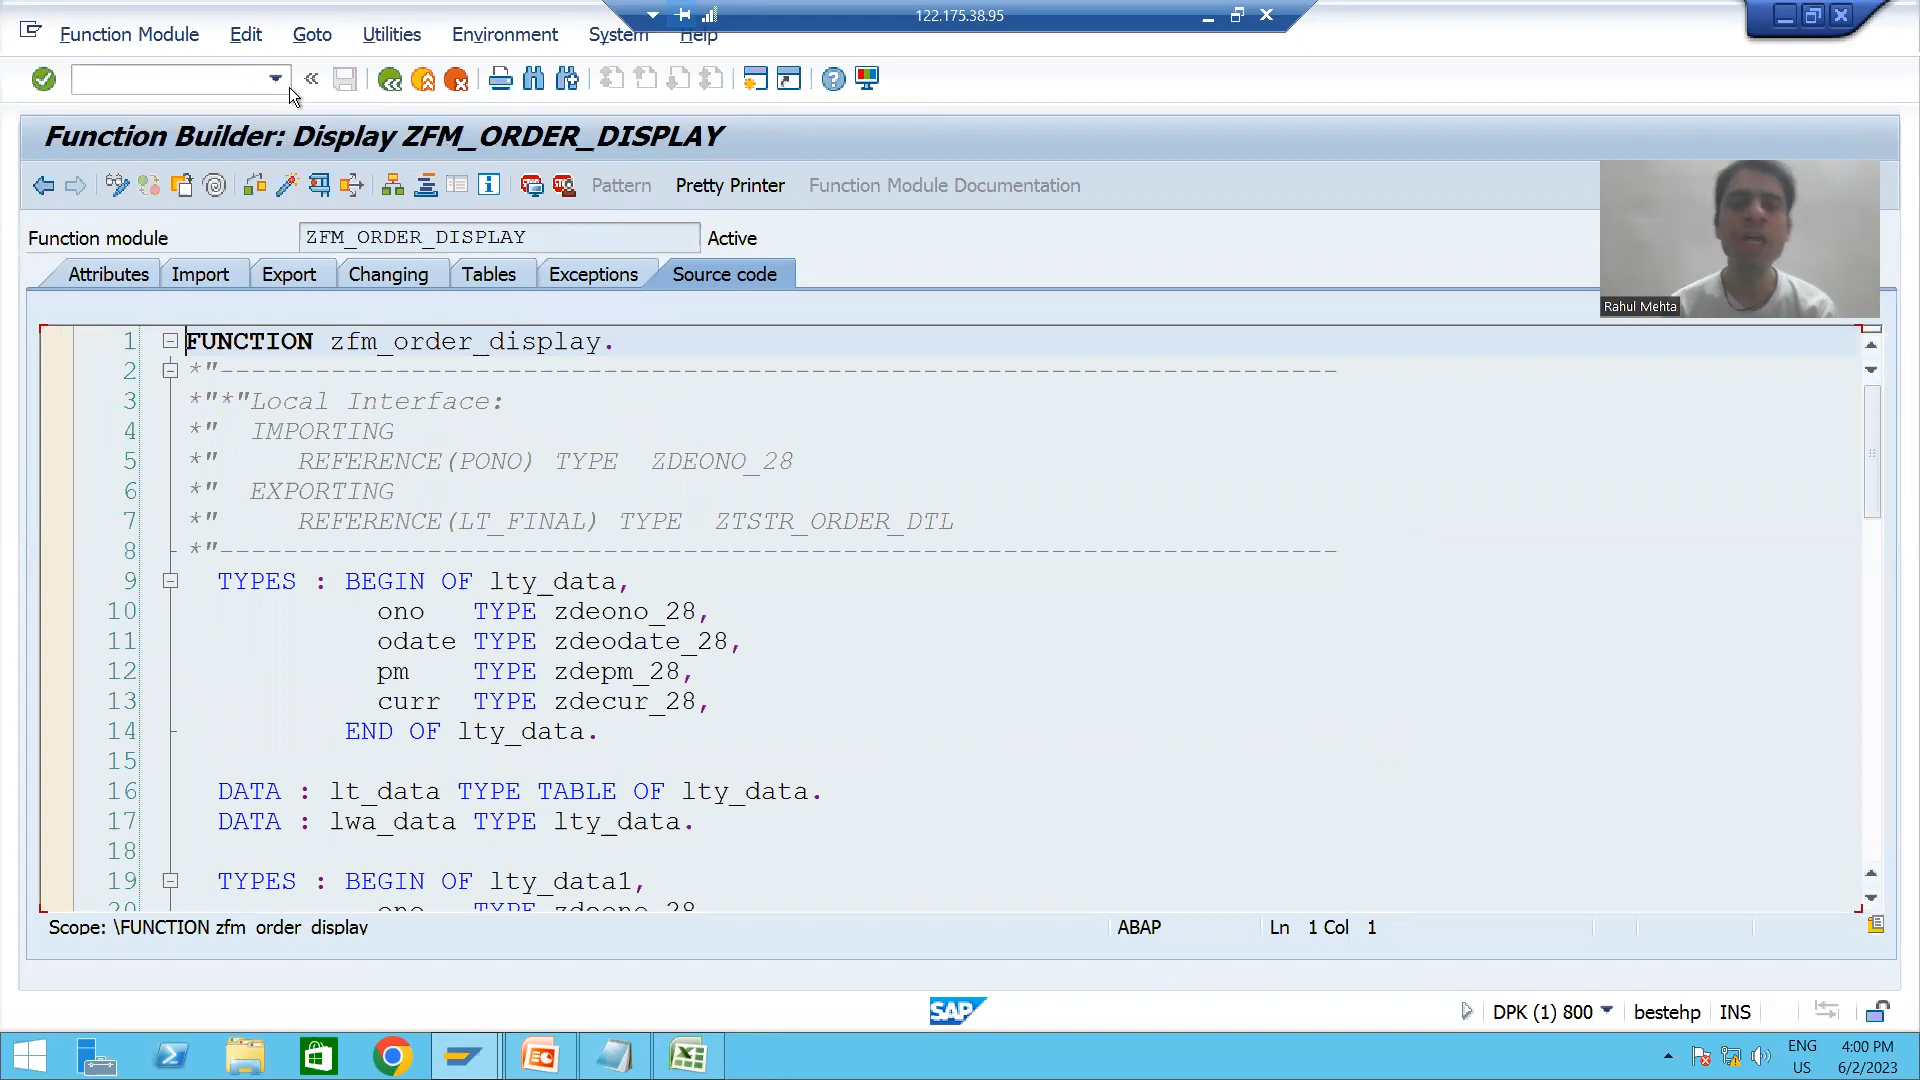 122.175.38.95
Function Module Edit Goto Utilities Environment System Help
Function Builder: Display ZFM_ORDER_DISPLAY
Pattern Pretty Printer Function Module Documentation
Function module ZFM_ORDER_DISPLAY Active
Attributes Import Export Changing Tables Exceptions Source code
Rahul Mehta
1 FUNCTION zfm_order_display.
2 *"----------------------------------------------------------------------
3 *"*"Local Interface:
4 *"  IMPORTING
5 *"     REFERENCE(PONO) TYPE  ZDEONO_28
6 *"  EXPORTING
7 *"     REFERENCE(LT_FINAL) TYPE  ZTSTR_ORDER_DTL
8 *"----------------------------------------------------------------------
9 TYPES : BEGIN OF lty_data,
10 ono   TYPE zdeono_28,
11 odate TYPE zdeodate_28,
12 pm    TYPE zdepm_28,
13 curr  TYPE zdecur_28,
14 END OF lty_data.
15
16 DATA : lt_data TYPE TABLE OF lty_data.
17 DATA : lwa_data TYPE lty_data.
18
19 TYPES : BEGIN OF lty_data1,
20 ono   TYPE zdeono_28
Scope: \FUNCTION zfm_order_display ABAP Ln 1 Col 1
SAP DPK (1) 800 bestehp INS
ENG 4:00 PM
US 6/2/2023